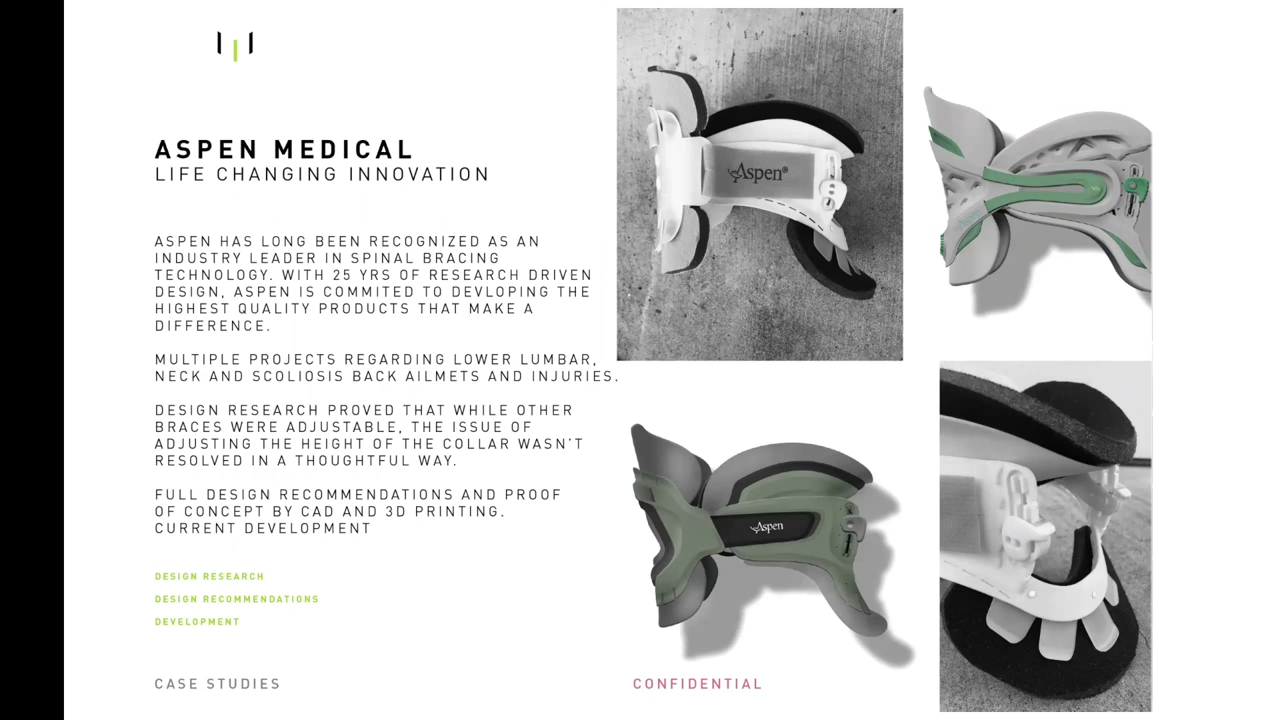 ASPEN MEDICAL
LIFE CHANGING INNOVATION
ASPEN HAS LONG BEEN RECOGNIZED AS AN
INDUSTRY LEADER IN SPINAL BRACING
TECHNOLOGY. WITH 25 YRS OF RESEARCH DRIVEN
DESIGN, ASPEN IS COMMITED TO DEVLOPING THE
HIGHEST QUALITY PRODUCTS THAT MAKE A
DIFFERENCE.
MULTIPLE PROJECTS REGARDING LOWER LUMBAR,
NECK AND SCOLIOSIS BACK AILMETS AND INJURIES.
DESIGN RESEARCH PROVED THAT WHILE OTHER
BRACES WERE ADJUSTABLE, THE ISSUE OF
ADJUSTING THE HEIGHT OF THE COLLAR WASN'T
RESOLVED IN A THOUGHTFUL WAY.
FULL DESIGN RECOMMENDATIONS AND PROOF
OF CONCEPT BY CAD AND 3D PRINTING.
CURRENT DEVELOPMENT
DESIGN RESEARCH
DESIGN RECOMMENDATIONS
DEVELOPMENT
CASE STUDIES
Aspen®
Aspen
CONFIDENTIAL